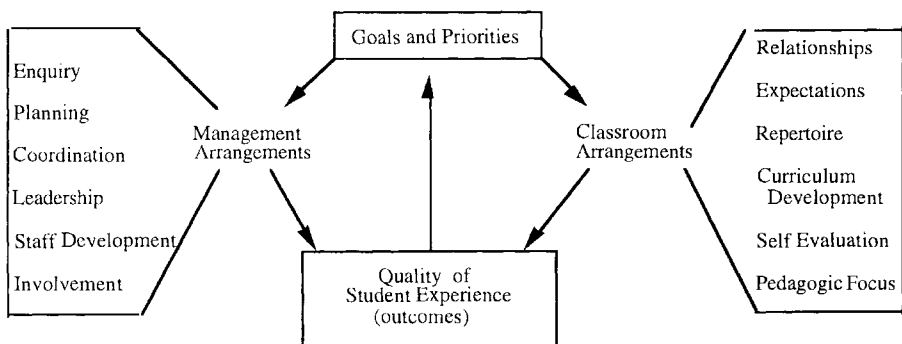 Goals and Priorities
Enquiry
Planning
Coordination
Leadership
Staff Development
Involvement
Management
Arrangements
Classroom
Arrangements
Relationships
Expectations
Repertoire
Curriculum
Development
Self Evaluation
Pedagogic Focus
Quality of
Student Experience
(outcomes)